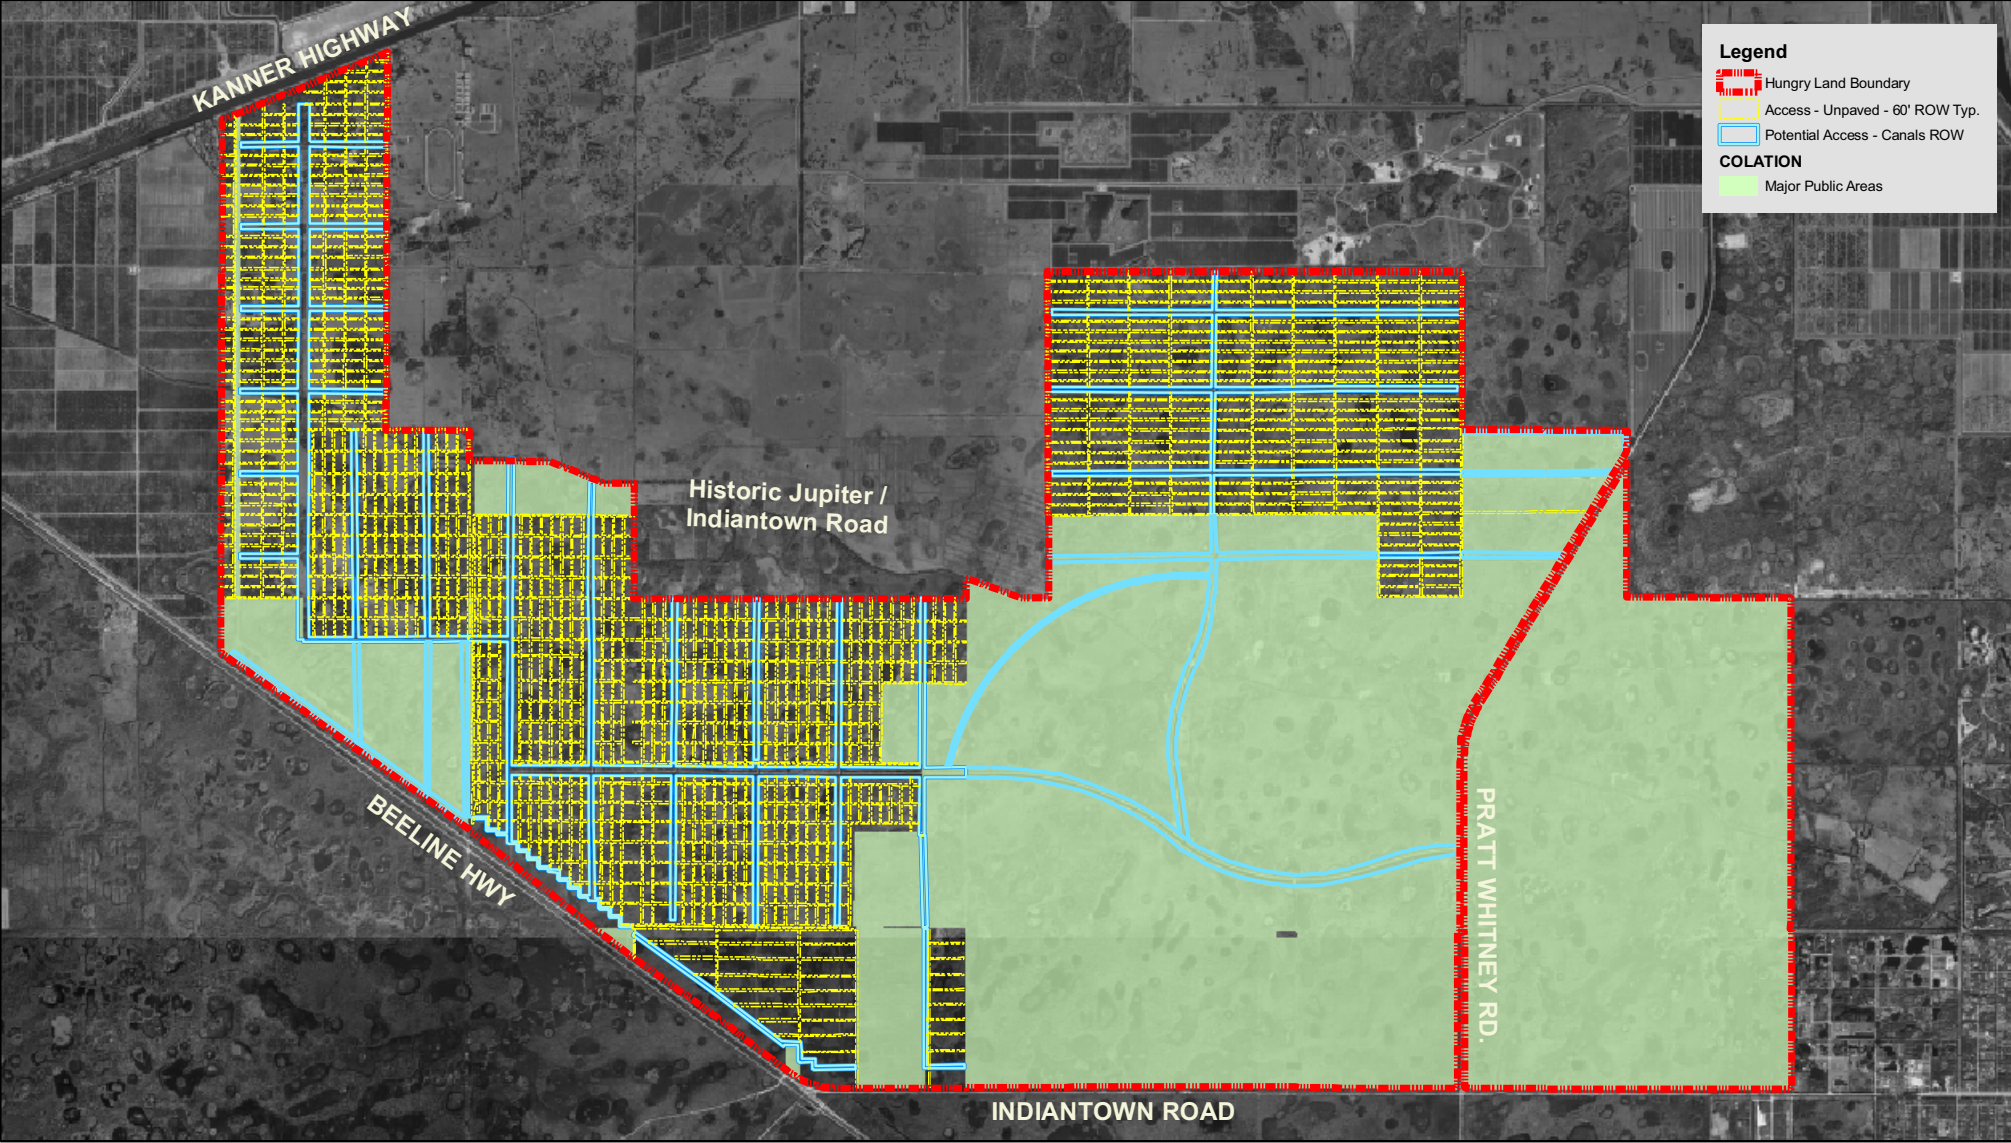 KANNER HIGHWAY
Legend
Hungry Land Boundary
Access - Unpaved - 60' ROW Typ.
Potential Access - Canals ROW
COLATION
Major Public Areas
Historic Jupiter /
Indiantown Road
BEELINE HWY
PRATT WHITNEY RD.
INDIANTOWN ROAD